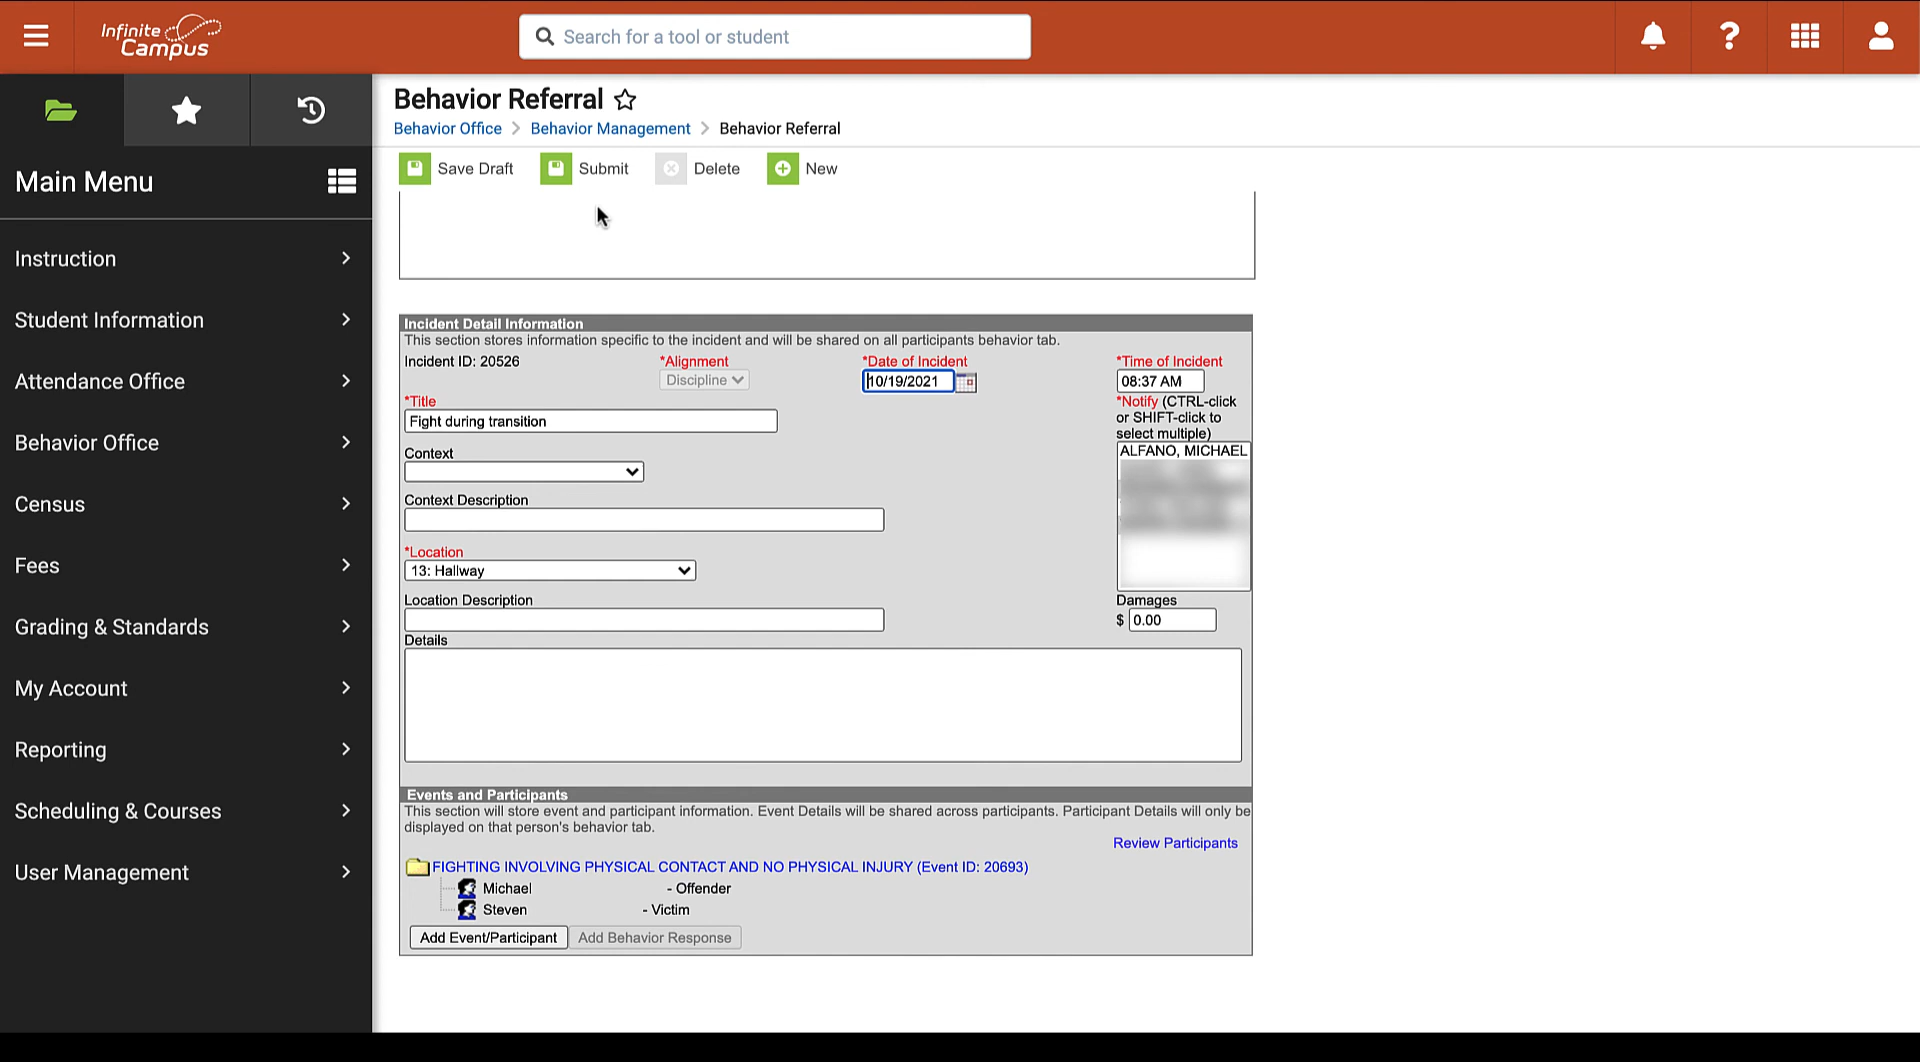 Infinite Campus
Search for a tool or student
Behavior Referral
Behavior Office > Behavior Management > Behavior Referral
Save Draft Submit Delete New
Main Menu
Instruction
Student Information
Attendance Office
Behavior Office
Census
Fees
Grading & Standards
My Account
Reporting
Scheduling & Courses
User Management
Incident Detail Information
This section stores information specific to the incident and will be shared on all participants behavior tab.
Incident ID: 20526 *Alignment *Date of Incident *Time of Incident
Discipline 10/19/2021 08:37 AM
*Title
Fight during transition
*Notify (CTRL-click
or SHIFT-click to
select multiple)
ALFANO, MICHAEL
Context
Context Description
*Location
13: Hallway
Location Description
Damages
$ 0.00
Details
Events and Participants
This section will store event and participant information. Event Details will be shared across participants. Participant Details will only be
displayed on that person's behavior tab.
Review Participants
FIGHTING INVOLVING PHYSICAL CONTACT AND NO PHYSICAL INJURY (Event ID: 20693)
Michael - Offender
Steven - Victim
Add Event/Participant Add Behavior Response